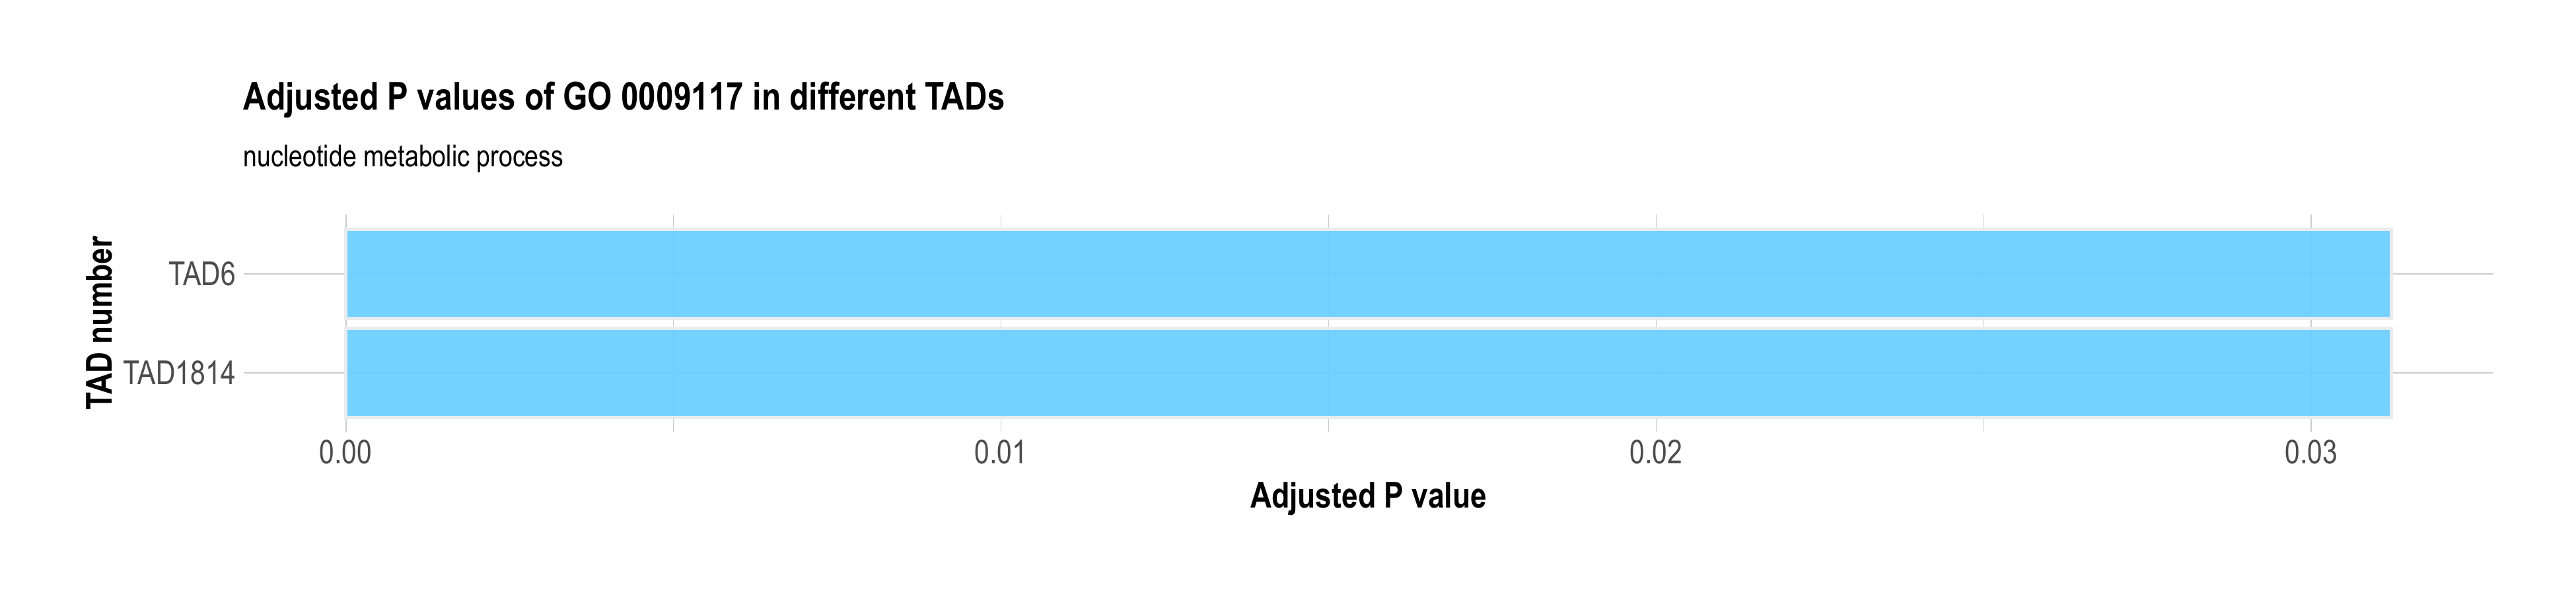 Adjusted P values of GO 0009117 in different TADs
nucleotide metabolic process
TAD number
TAD6
TAD1814
0.00
0.01
0.02
0.03
Adjusted P value